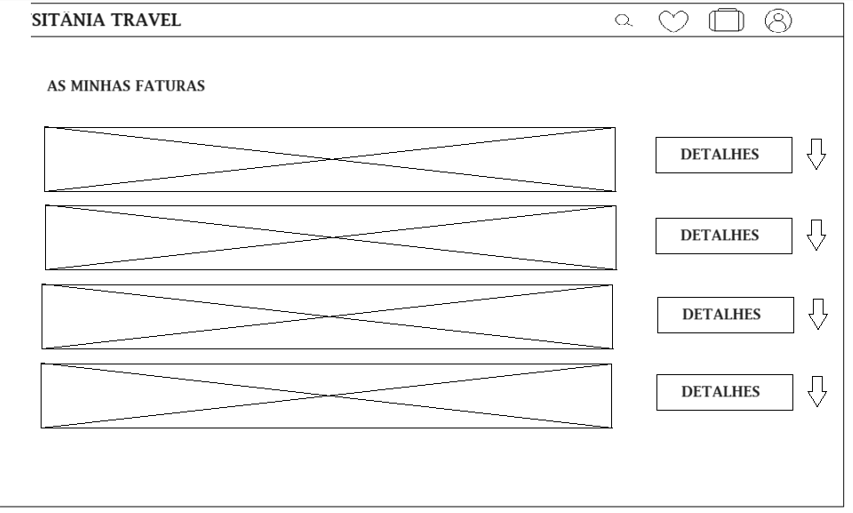 SITÂNIA TRAVEL
AS MINHAS FATURAS
DETALHES
DETALHES
DETALHES
DETALHES